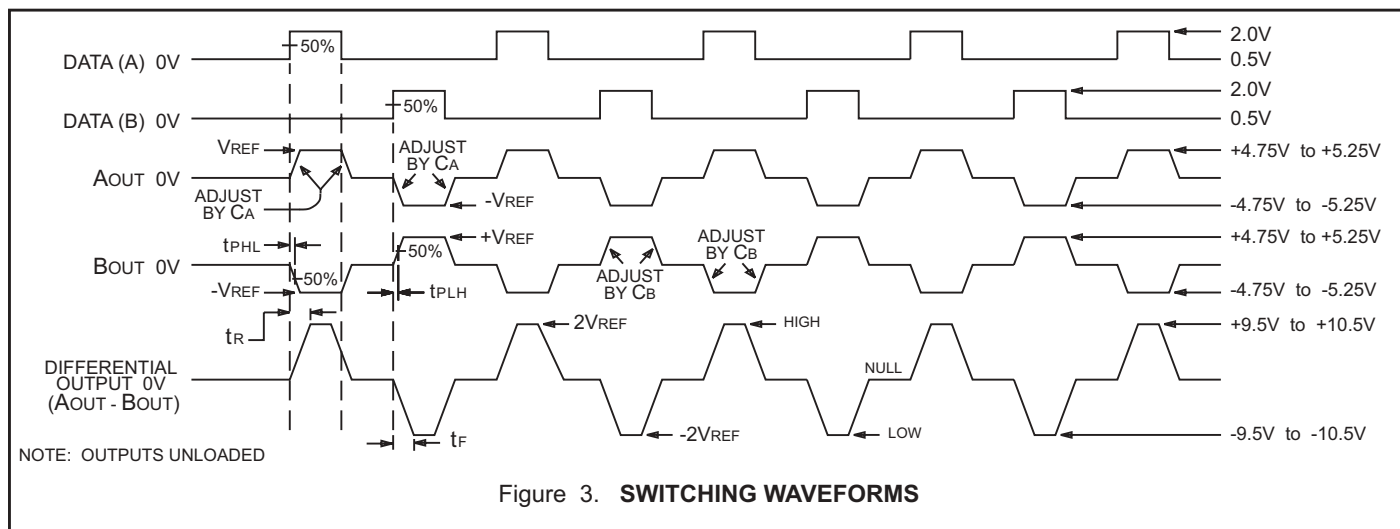 DATA (A) 0V
50%
2.0V
0.5V
DATA (B) 0V
50%
2.0V
0.5V
VREF
ADJUST
BY CA
+4.75V to +5.25V
AOUT 0V
ADJUST
BY CA
-VREF
-4.75V to -5.25V
tPHL
+VREF
50%
ADJUST
BY CB
+4.75V to +5.25V
BOUT 0V
50%
ADJUST
BY CB
-VREF
tPLH
-4.75V to -5.25V
tR
2VREF
HIGH
+9.5V to +10.5V
DIFFERENTIAL
OUTPUT 0V
(AOUT - BOUT)
NULL
tF
-2VREF
LOW
-9.5V to -10.5V
NOTE: OUTPUTS UNLOADED
Figure 3. SWITCHING WAVEFORMS